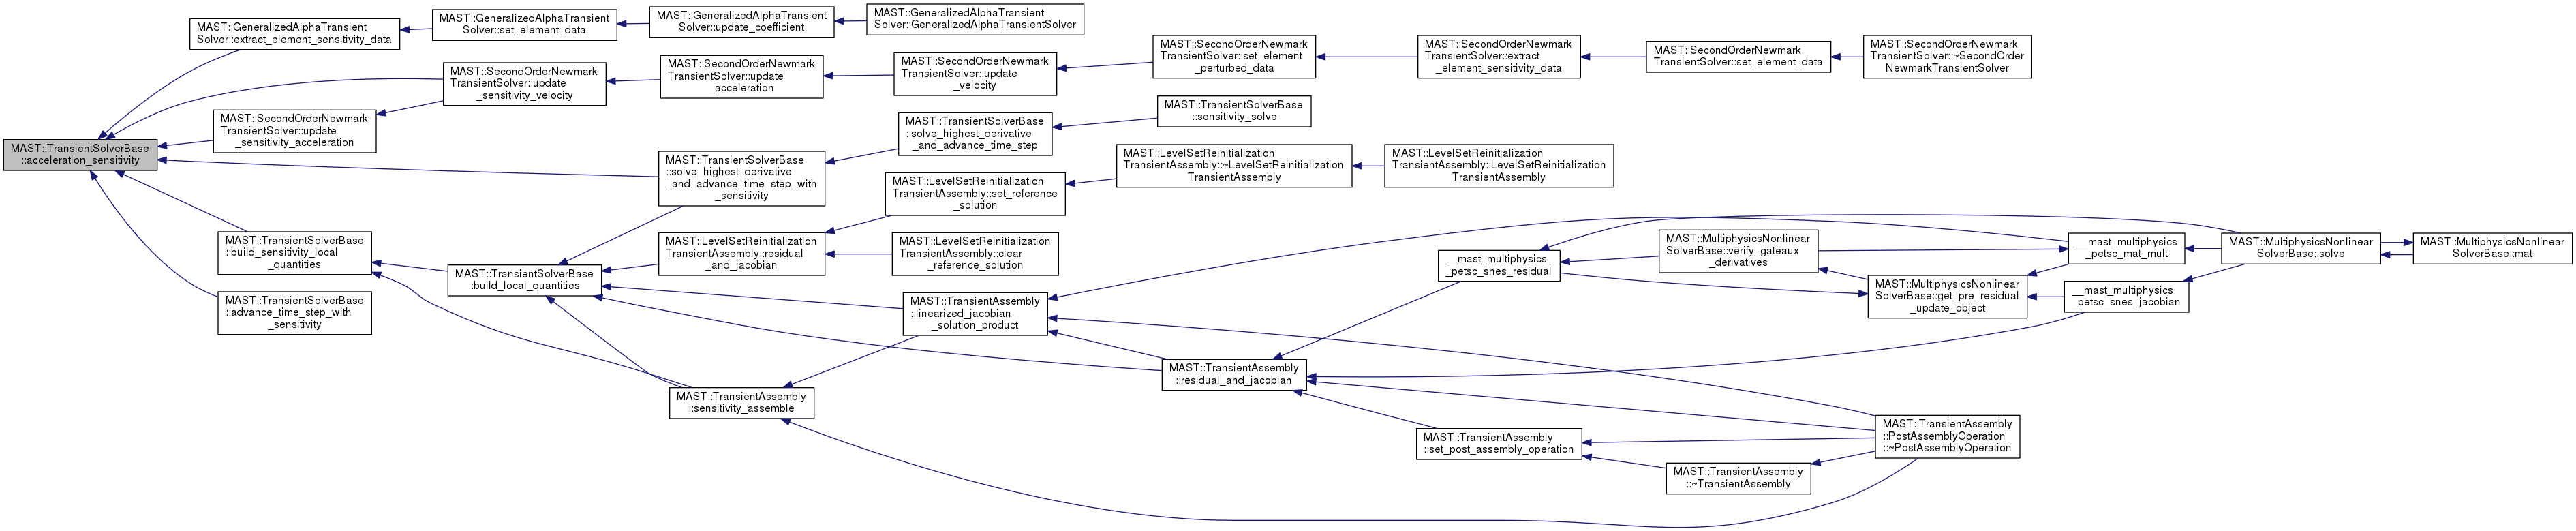 MAST::TransientSolverBase
::acceleration_sensitivity
MAST::GeneralizedAlphaTransient
Solver::extract_element_sensitivity_data
MAST::GeneralizedAlphaTransient
Solver::set_element_data
MAST::GeneralizedAlphaTransient
Solver::update_coefficient
MAST::GeneralizedAlphaTransient
Solver::GeneralizedAlphaTransientSolver
MAST::SecondOrderNewmark
TransientSolver::update
_sensitivity_velocity
MAST::SecondOrderNewmark
TransientSolver::update
_acceleration
MAST::SecondOrderNewmark
TransientSolver::update
_velocity
MAST::SecondOrderNewmark
TransientSolver::set_element
_perturbed_data
MAST::SecondOrderNewmark
TransientSolver::extract
_element_sensitivity_data
MAST::SecondOrderNewmark
TransientSolver::set_element_data
MAST::SecondOrderNewmark
TransientSolver::~SecondOrder
NewmarkTransientSolver
MAST::SecondOrderNewmark
TransientSolver::update
_sensitivity_acceleration
MAST::TransientSolverBase
::solve_highest_derivative
_and_advance_time_step_with
_sensitivity
MAST::TransientSolverBase
::solve_highest_derivative
_and_advance_time_step
MAST::TransientSolverBase
::sensitivity_solve
MAST::TransientSolverBase
::build_sensitivity_local
_quantities
MAST::TransientSolverBase
::advance_time_step_with
_sensitivity
MAST::TransientSolverBase
::build_local_quantities
MAST::LevelSetReinitialization
TransientAssembly::residual
_and_jacobian
MAST::LevelSetReinitialization
TransientAssembly::set_reference
_solution
MAST::LevelSetReinitialization
TransientAssembly::~LevelSetReinitialization
TransientAssembly
MAST::LevelSetReinitialization
TransientAssembly::LevelSetReinitialization
TransientAssembly
MAST::LevelSetReinitialization
TransientAssembly::clear
_reference_solution
MAST::TransientAssembly
::linearized_jacobian
_solution_product
MAST::TransientAssembly
::sensitivity_assemble
MAST::TransientAssembly
::residual_and_jacobian
__mast_multiphysics
_petsc_snes_residual
MAST::MultiphysicsNonlinear
SolverBase::verify_gateaux
_derivatives
MAST::MultiphysicsNonlinear
SolverBase::get_pre_residual
_update_object
__mast_multiphysics
_petsc_mat_mult
__mast_multiphysics
_petsc_snes_jacobian
MAST::MultiphysicsNonlinear
SolverBase::solve
MAST::MultiphysicsNonlinear
SolverBase::mat
MAST::TransientAssembly
::set_post_assembly_operation
MAST::TransientAssembly
::~TransientAssembly
MAST::TransientAssembly
::PostAssemblyOperation
::~PostAssemblyOperation